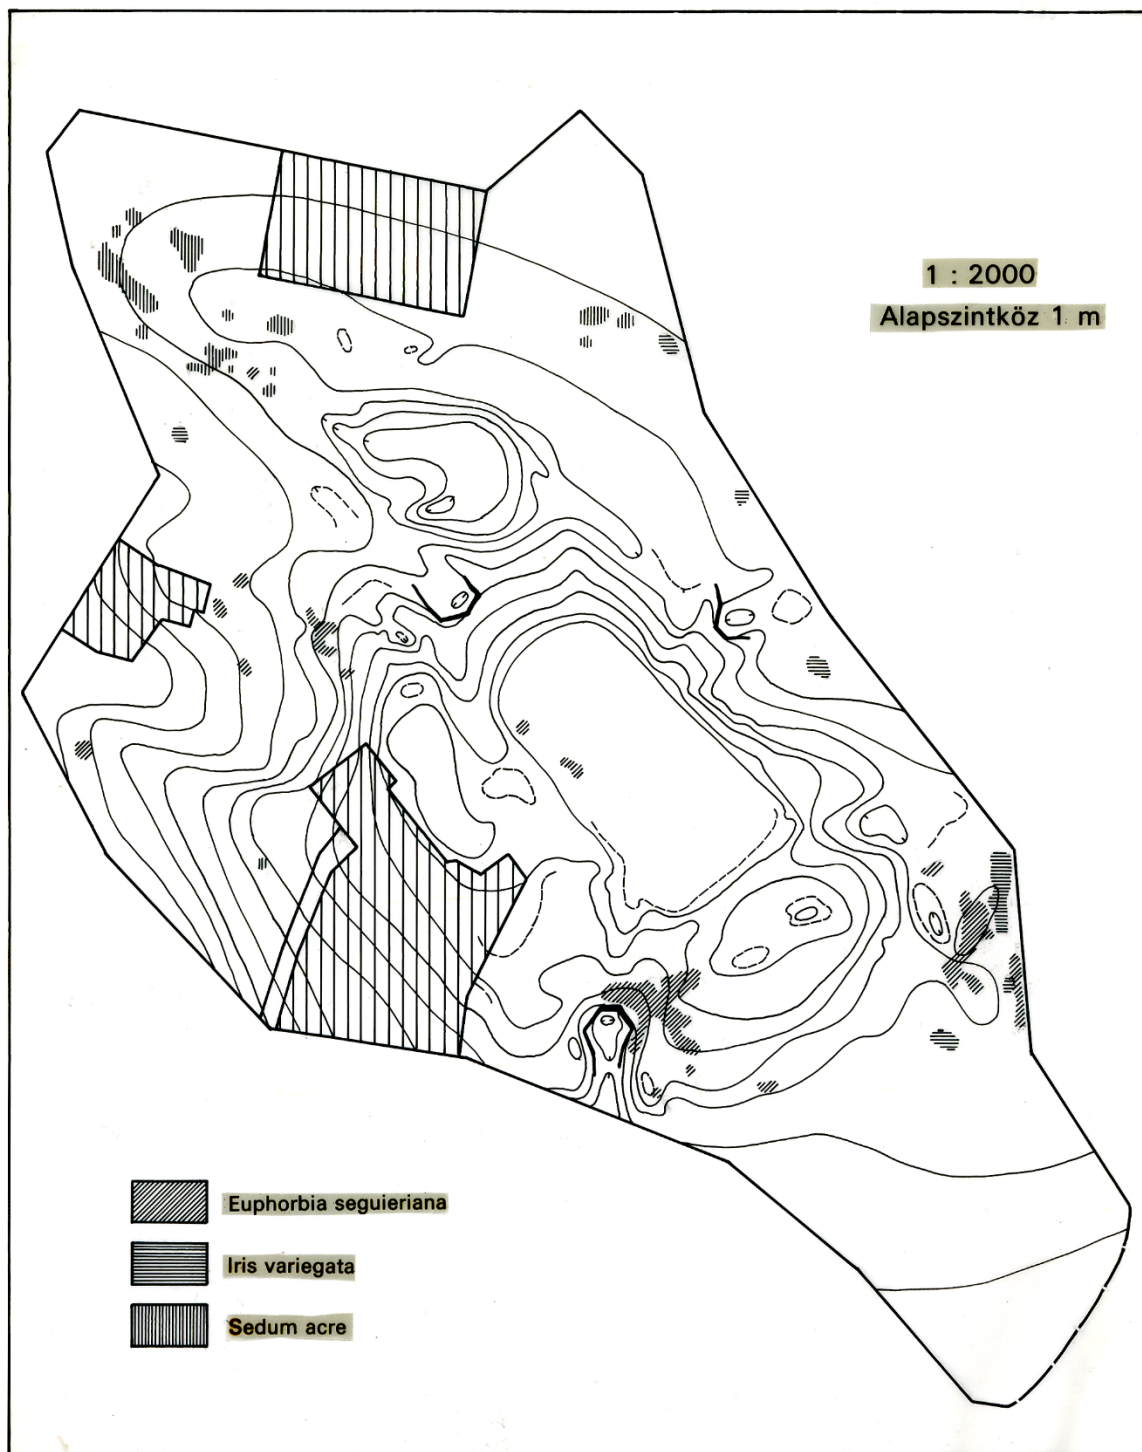 1 : 2000
Alapszintköz 1 m
Euphorbia seguieriana
Iris variegata
Sedum acre